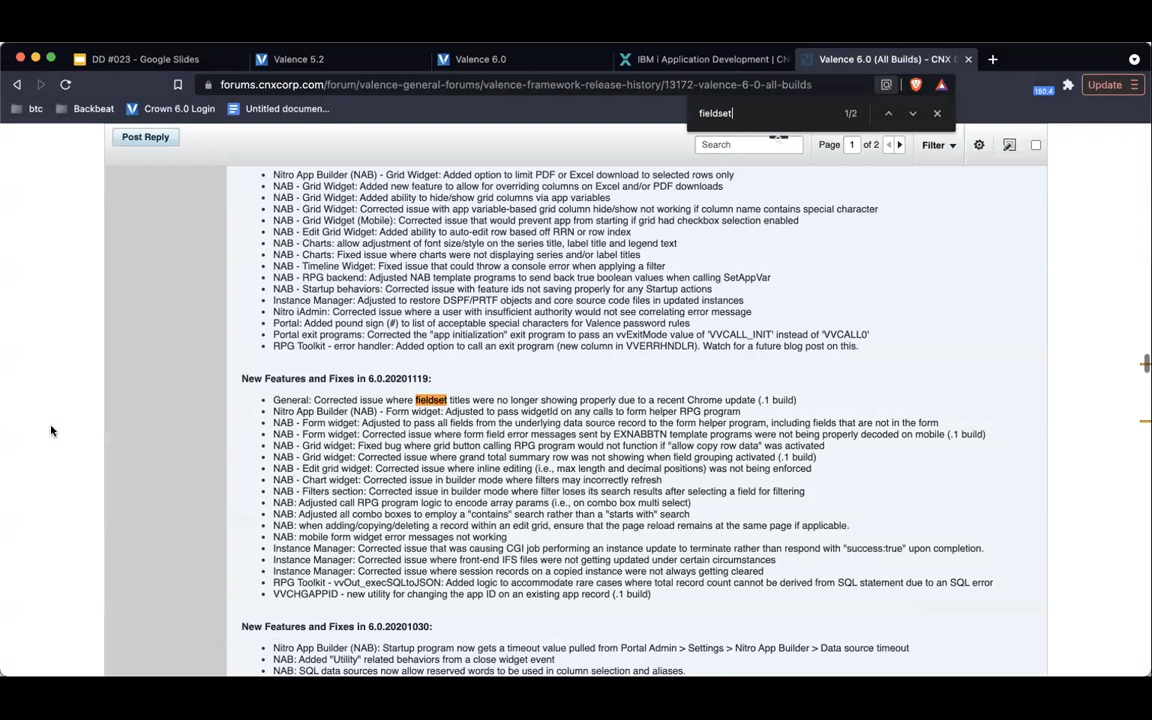 DD #023 - Google Slides
Valence 5.2
Valence 6.0
IBM i Application Development | CN
Valence 6.0 (All Builds) - CNX
forums.cnxcorp.com/forum/valence-general-forums/valence-framework-release-history/13172-valence-6-0-all-builds
150.4
Update
btc
Backbeat
Crown 6.0 Login
Untitled documen...
fieldset
1/2
Post Reply
Search
Page 1 of 2
Filter
Nitro App Builder (NAB) - Grid Widget: Added option to limit PDF or Excel download to selected rows only
NAB - Grid Widget: Added new feature to allow for overriding columns on Excel and/or PDF downloads
NAB - Grid Widget: Added ability to hide/show grid columns via app variables
NAB - Grid Widget: Corrected issue with app variable-based grid column hide/show not working if column name contains special character
NAB - Grid Widget (Mobile): Corrected issue that would prevent app from starting if grid had checkbox selection enabled
NAB - Edit Grid Widget: Added ability to auto-edit row based off RRN or row index
NAB - Charts: allow adjustment of font size/style on the series title, label title and legend text
NAB - Charts: Fixed issue where charts were not displaying series and/or label titles
NAB - Timeline Widget: Fixed issue that could throw a console error when applying a filter
NAB - RPG backend: Adjusted NAB template programs to send back true boolean values when calling SetAppVar
NAB - Startup behaviors: Corrected issue with feature ids not saving properly for any Startup actions
Instance Manager: Adjusted to restore DSPF/PRTF objects and core source code files in updated instances
Nitro iAdmin: Corrected issue where a user with insufficient authority would not see correlating error message
Portal: Added pound sign (#) to list of acceptable special characters for Valence password rules
Portal exit programs: Corrected the "app initialization" exit program to pass an vvExitMode value of 'VVCALL_INIT' instead of 'VVCALL0'
RPG Toolkit - error handler: Added option to call an exit program (new column in VVERRHNDLR). Watch for a future blog post on this.
New Features and Fixes in 6.0.20201119:
General: Corrected issue where fieldset titles were no longer showing properly due to a recent Chrome update (.1 build)
Nitro App Builder (NAB) - Form widget: Adjusted to pass widgetId on any calls to form helper RPG program
NAB - Form widget: Adjusted to pass all fields from the underlying data source record to the form helper program, including fields that are not in the form
NAB - Form widget: Corrected issue where form field error messages sent by EXNABBTN template programs were not being properly decoded on mobile (.1 build)
NAB - Grid widget: Fixed bug where grid button calling RPG program would not function if "allow copy row data" was activated
NAB - Grid widget: Corrected issue where grand total summary row was not showing when field grouping activated (.1 build)
NAB - Edit grid widget: Corrected issue where inline editing (i.e., max length and decimal positions) was not being enforced
NAB - Chart widget: Corrected issue in builder mode where filters may incorrectly refresh
NAB - Filters section: Corrected issue in builder mode where filter loses its search results after selecting a field for filtering
NAB: Adjusted call RPG program logic to encode array params (i.e., on combo box multi select)
NAB: Adjusted all combo boxes to employ a "contains" search rather than a "starts with" search
NAB: when adding/copying/deleting a record within an edit grid, ensure that the page reload remains at the same page if applicable.
NAB: mobile form widget error messages not working
Instance Manager: Corrected issue that was causing CGI job performing an instance update to terminate rather than respond with "success:true" upon completion.
Instance Manager: Corrected issue where front-end IFS files were not getting updated under certain circumstances
Instance Manager: Corrected issue where session records on a copied instance were not always getting cleared
RPG Toolkit - vvOut_execSQLtoJSON: Added logic to accommodate rare cases where total record count cannot be derived from SQL statement due to an SQL error
VVCHGAPPID - new utility for changing the app ID on an existing app record (.1 build)
New Features and Fixes in 6.0.20201030:
Nitro App Builder (NAB): Startup program now gets a timeout value pulled from Portal Admin > Settings > Nitro App Builder > Data source timeout
NAB: Added "Utility" related behaviors from a close widget event
NAB: SQL data sources now allow reserved words to be used in column selection and aliases.